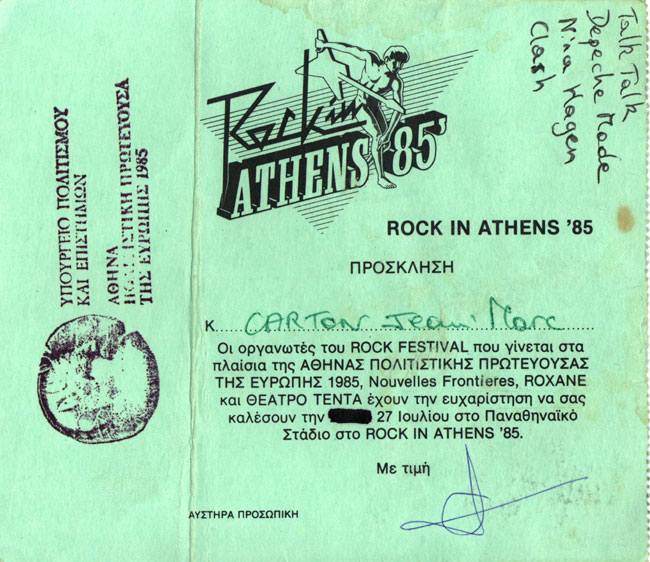 Talk Talk
Depeche Mode
Nina Hagen
Clash
ΥΠΟΥΡΓΕΙΟ ΠΟΛΙΤΙΣΜΟΥ
ΚΑΙ ΕΠΙΣΤΗΜΩΝ
ΑΘΗΝΑ
ΠΟΛΙΤΙΣΤΙΚΗ ΠΡΩΤΕΥΟΥΣΑ
ΤΗΣ ΕΥΡΩΠΗΣ 1985
Rock in
ATHENS '85
ROCK IN ATHENS '85
ΠΡΟΣΚΛΗΣΗ
Κ..... CARTON Jean-Marc
Οι οργανωτές του ROCK FESTIVAL που γίνεται στα
πλαίσια της ΑΘΗΝΑΣ ΠΟΛΙΤΙΣΤΙΚΗΣ ΠΡΩΤΕΥΟΥΣΑΣ
ΤΗΣ ΕΥΡΩΠΗΣ 1985, Nouvelles Frontieres, ROXANE
και ΘΕΑΤΡΟ ΤΕΝΤΑ έχουν την ευχαρίστηση να σας
καλέσουν την 27 Ιουλίου στο Παναθηναϊκό
Στάδιο στο ROCK IN ATHENS '85.
Με τιμή
ΑΥΣΤΗΡΑ ΠΡΟΣΩΠΙΚΗ